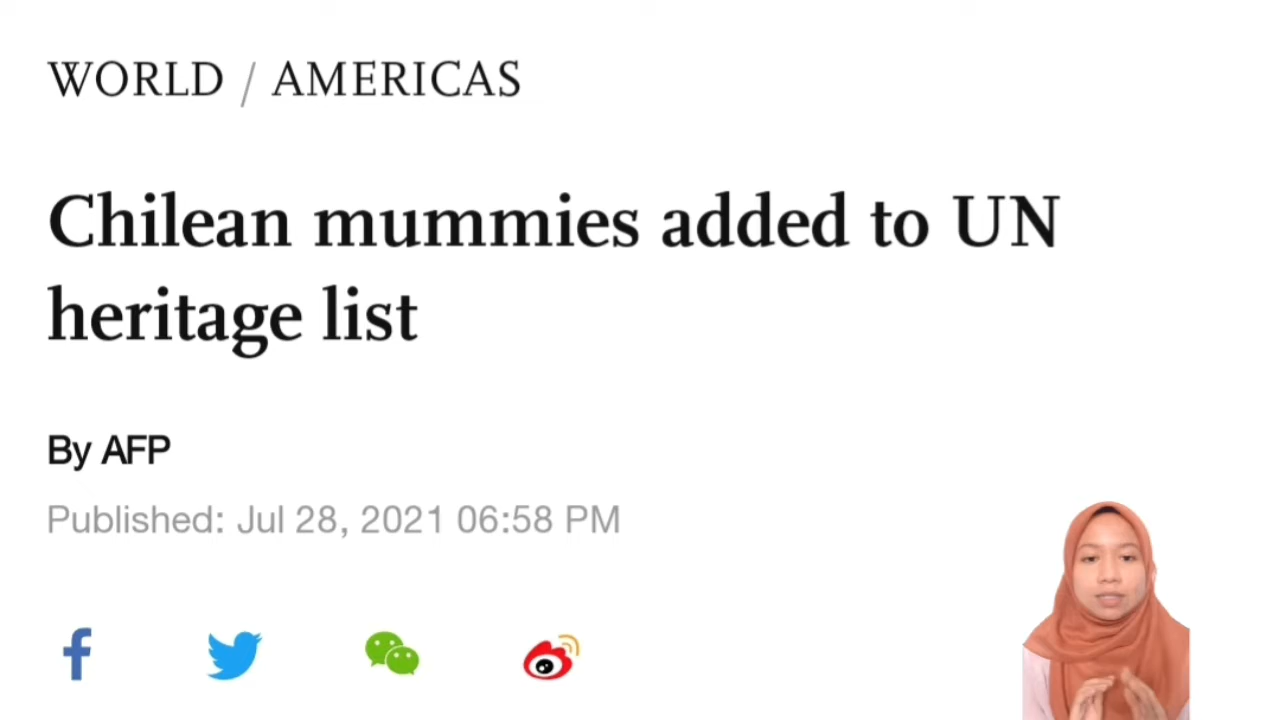 WORLD / AMERICAS
Chilean mummies added to UN
heritage list
By AFP
Published: Jul 28, 2021 06:58 PM